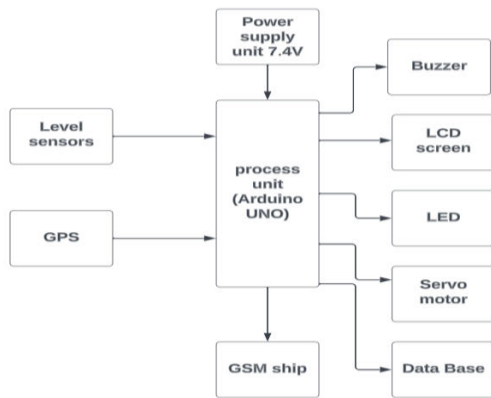 Power
supply
unit 7.4V
Buzzer
Level
sensors
LCD
screen
process
unit
(Arduino
UNO)
LED
GPS
Servo
motor
GSM ship
Data Base